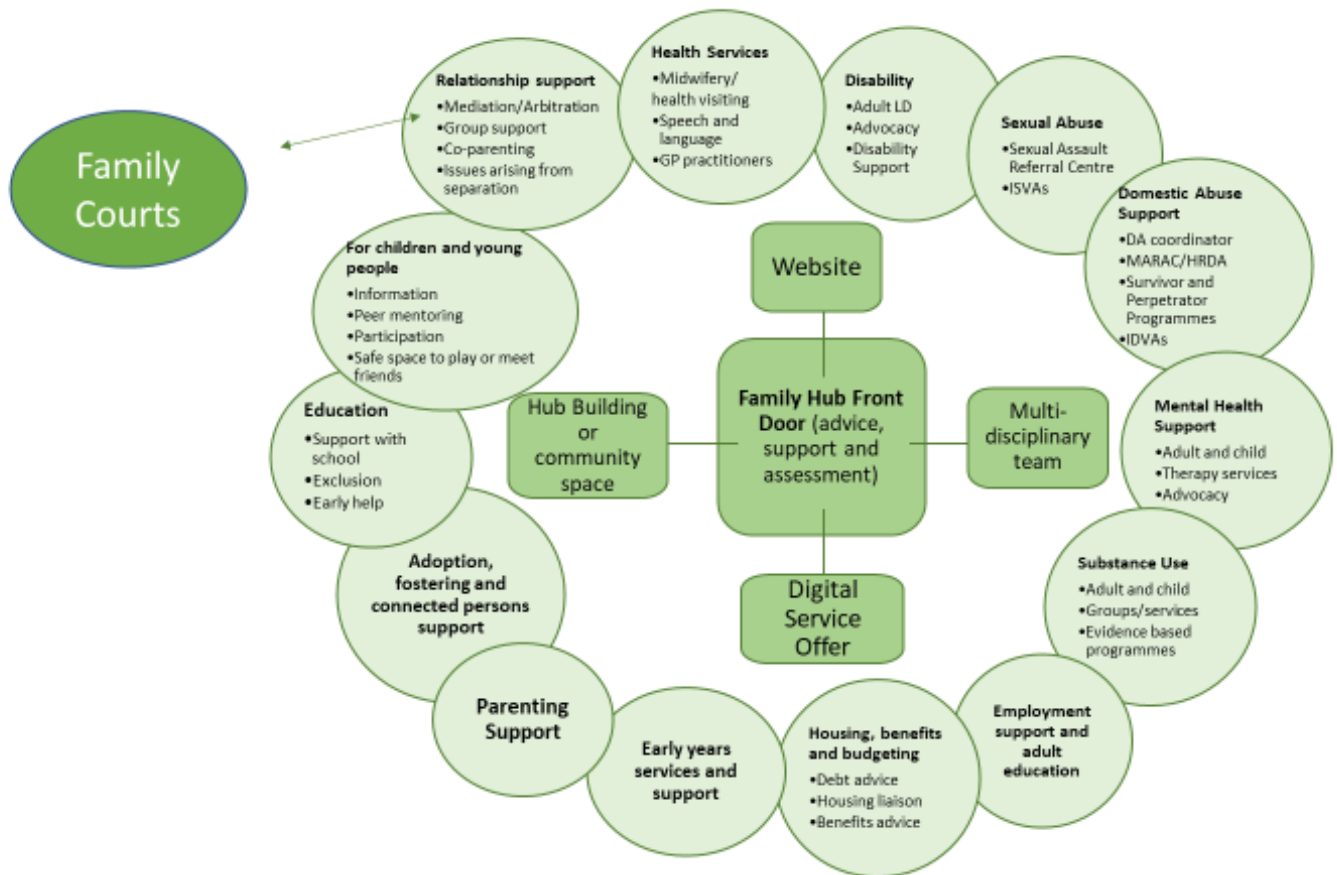 Family
Courts
Relationship support
•Mediation/Arbitration
•Group support
•Co-parenting
•Issues arising from
separation
Health Services
•Midwifery/
health visiting
•Speech and
language
•GP practitioners
Disability
•Adult LD
•Advocacy
•Disability
Support
Sexual Abuse
•Sexual Assault
Referral Centre
•ISVAs
Domestic Abuse
Support
•DA coordinator
•MARAC/HRDA
•Survivor and
Perpetrator
Programmes
•IDVAs
Mental Health
Support
•Adult and child
•Therapy services
•Advocacy
Substance Use
•Adult and child
•Groups/services
•Evidence based
programmes
Employment
support and
adult
education
Housing, benefits
and budgeting
•Debt advice
•Housing liaison
•Benefits advice
Early years
services and
support
Parenting
Support
Adoption,
fostering and
connected persons
support
Education
•Support with
school
•Exclusion
•Early help
For children and young
people
•Information
•Peer mentoring
•Participation
•Safe space to play or meet
friends
Website
Family Hub Front
Door (advice,
support and
assessment)
Hub Building
or
community
space
Multi-
disciplinary
team
Digital
Service
Offer